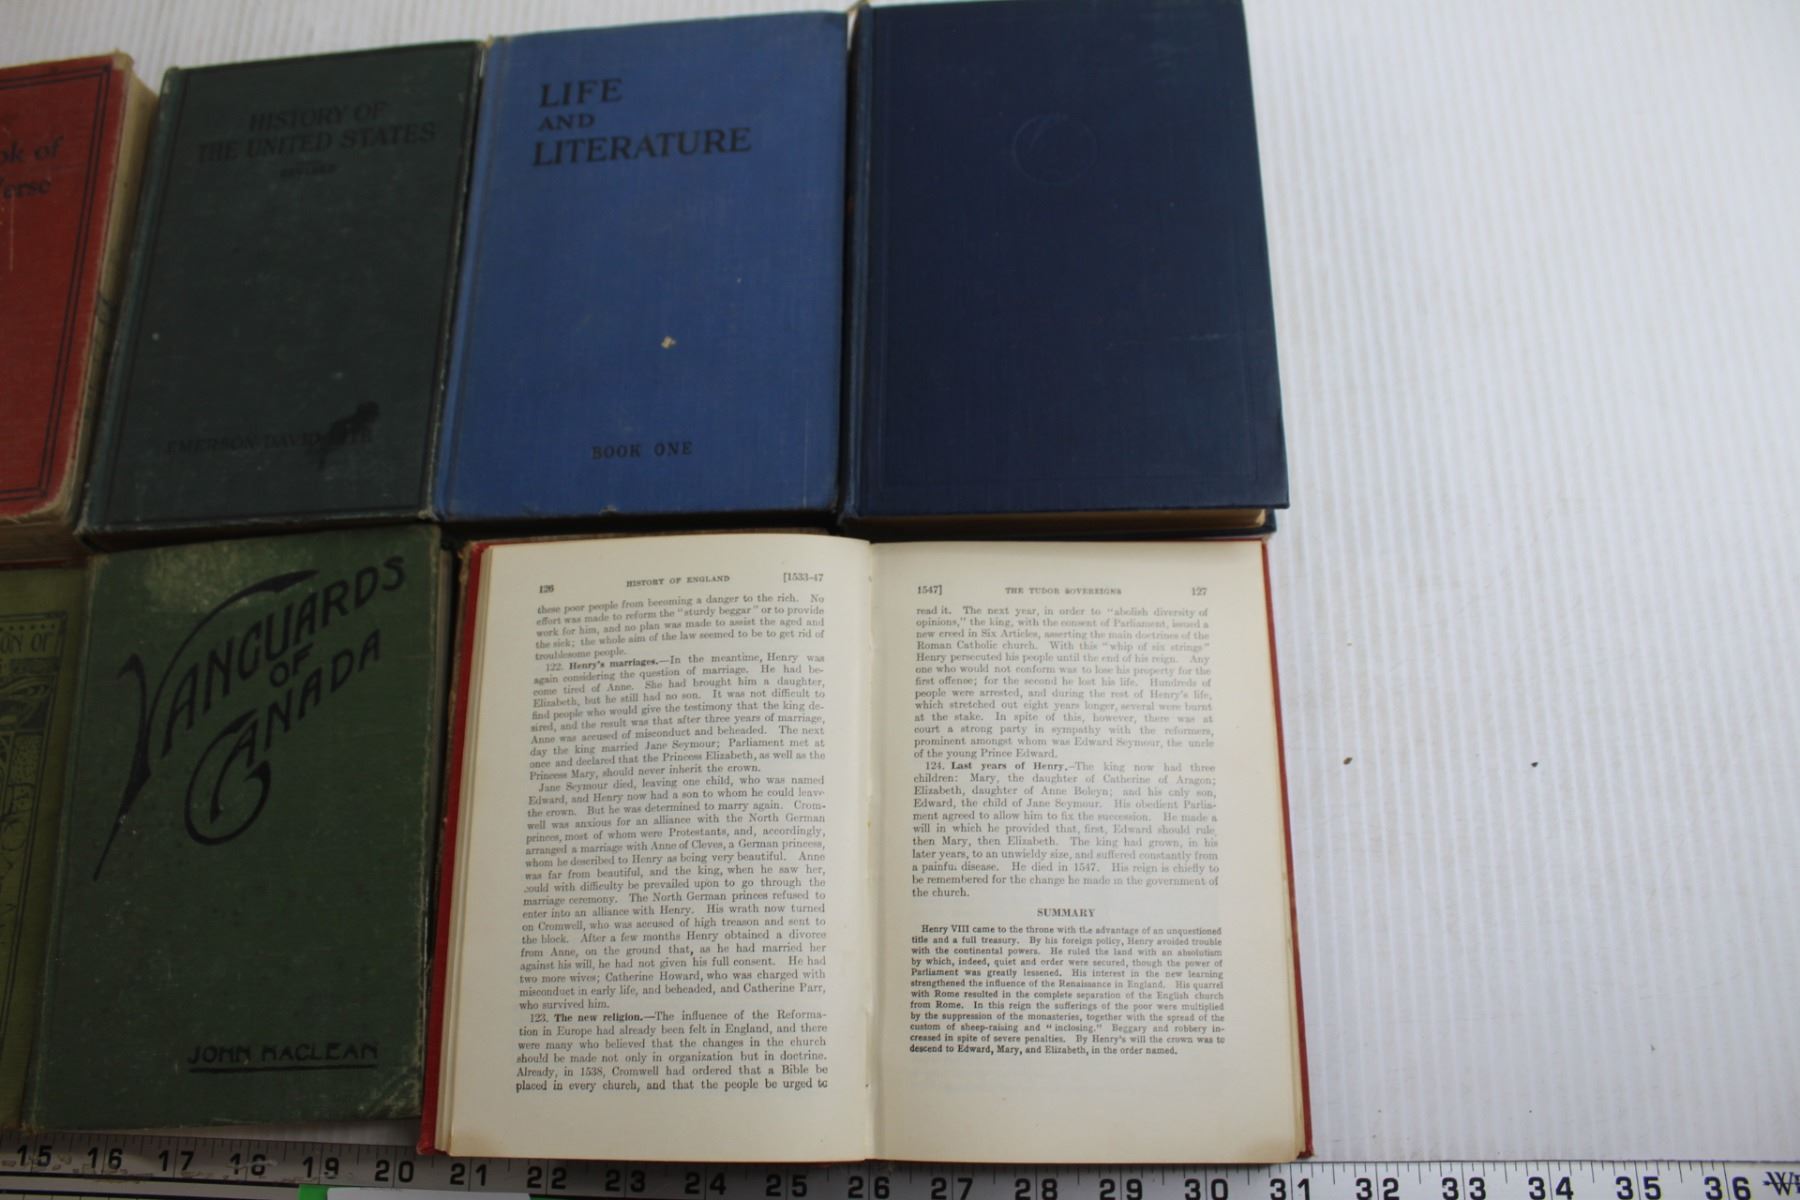 ok of
Verse
HISTORY OF
THE UNITED STATES
REVISED
EMERSON DAVID
LIFE
AND
LITERATURE
BOOK ONE
ON OF
VANGUARDS
OF
CANADA
JOHN MACLEAN
126 HISTORY OF ENGLAND [1533-47
these poor people from becoming a danger to the rich. No
effort was made to reform the "sturdy beggar" or to provide
work for him, and no plan was made to assist the aged and
the sick; the whole aim of the law seemed to be to get rid of
troublesome people.
122. Henry's marriages.—In the meantime, Henry was
again considering the question of marriage. He had be-
come tired of Anne. She had brought him a daughter,
Elizabeth, but he still had no son. It was not difficult to
find people who would give the testimony that the king de-
sired, and the result was that after three years of marriage,
Anne was accused of misconduct and beheaded. The next
day the king married Jane Seymour; Parliament met at
once and declared that the Princess Elizabeth, as well as the
Princess Mary, should never inherit the crown.
Jane Seymour died, leaving one child, who was named
Edward, and Henry now had a son to whom he could leave
the crown. But he was determined to marry again. Crom-
well was anxious for an alliance with the North German
princes, most of whom were Protestants, and, accordingly,
arranged a marriage with Anne of Cleves, a German princess,
whom he described to Henry as being very beautiful. Anne
was far from beautiful, and the king, when he saw her,
could with difficulty be prevailed upon to go through the
marriage ceremony. The North German princes refused to
enter into an alliance with Henry. His wrath now turned
on Cromwell, who was accused of high treason and sent to
the block. After a few months Henry obtained a divorce
from Anne, on the ground that, as he had married her
against his will, he had not given his full consent. He had
two more wives; Catherine Howard, who was charged with
misconduct in early life, and beheaded, and Catherine Parr,
who survived him.
123. The new religion.—The influence of the Reforma-
tion in Europe had already been felt in England, and there
were many who believed that the changes in the church
should be made not only in organization but in doctrine.
Already, in 1538, Cromwell had ordered that a Bible be
placed in every church, and that the people be urged to
1547] THE TUDOR SOVEREIGNS 127
read it. The next year, in order to "abolish diversity of
opinions," the king, with the consent of Parliament, issued a
new creed in Six Articles, asserting the main doctrines of the
Roman Catholic church. With this "whip of six strings"
Henry persecuted his people until the end of his reign. Any
one who would not conform was to lose his property for the
first offence; for the second he lost his life. Hundreds of
people were arrested, and during the rest of Henry's life,
which stretched out eight years longer, several were burnt
at the stake. In spite of this, however, there was at
court a strong party in sympathy with the reformers,
prominent amongst whom was Edward Seymour, the uncle
of the young Prince Edward.
124. Last years of Henry.—The king now had three
children: Mary, the daughter of Catherine of Aragon;
Elizabeth, daughter of Anne Boleyn; and his only son,
Edward, the child of Jane Seymour. His obedient Parlia-
ment agreed to allow him to fix the succession. He made a
will in which he provided that, first, Edward should rule,
then Mary, then Elizabeth. The king had grown, in his
later years, to an unwieldy size, and suffered constantly from
a painful disease. He died in 1547. His reign is chiefly to
be remembered for the change he made in the government of
the church.
SUMMARY
Henry VIII came to the throne with the advantage of an unquestioned
title and a full treasury. By his foreign policy, Henry avoided trouble
with the continental powers. He ruled the land with an absolutism
by which, indeed, quiet and order were secured, though the power of
Parliament was greatly lessened. His interest in the new learning
strengthened the influence of the Renaissance in England. His quarrel
with Rome resulted in the complete separation of the English church
from Rome. In this reign the sufferings of the poor were multiplied
by the suppression of the monasteries, together with the spread of the
custom of sheep-raising and "inclosing." Beggary and robbery in-
creased in spite of severe penalties. By Henry's will the crown was to
descend to Edward, Mary, and Elizabeth, in the order named.
15 16 17 18 19 20 21 22 23 24 25 26 27 28 29 30 31 32 33 34 35 36